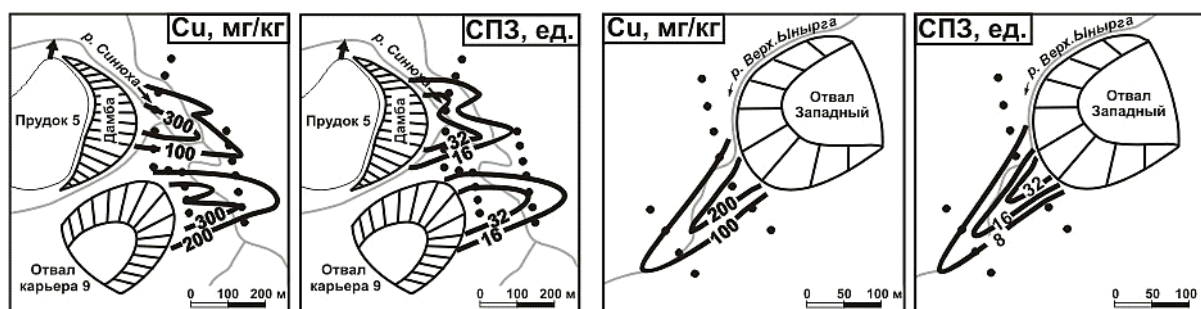 Cu, мг/кг
р. Синюха
Прудок 5
Дамба
300
100
300
200
Отвал
карьера 9
0 100 200 м
СПЗ, ед.
р. Синюха
Прудок 5
Дамба
32
16
32
16
Отвал
карьера 9
0 100 200 м
Cu, мг/кг
р. Верх.Ынырга
Отвал
Западный
200
100
0 50 100 м
СПЗ, ед.
р. Верх.Ынырга
Отвал
Западный
32
16
8
0 50 100